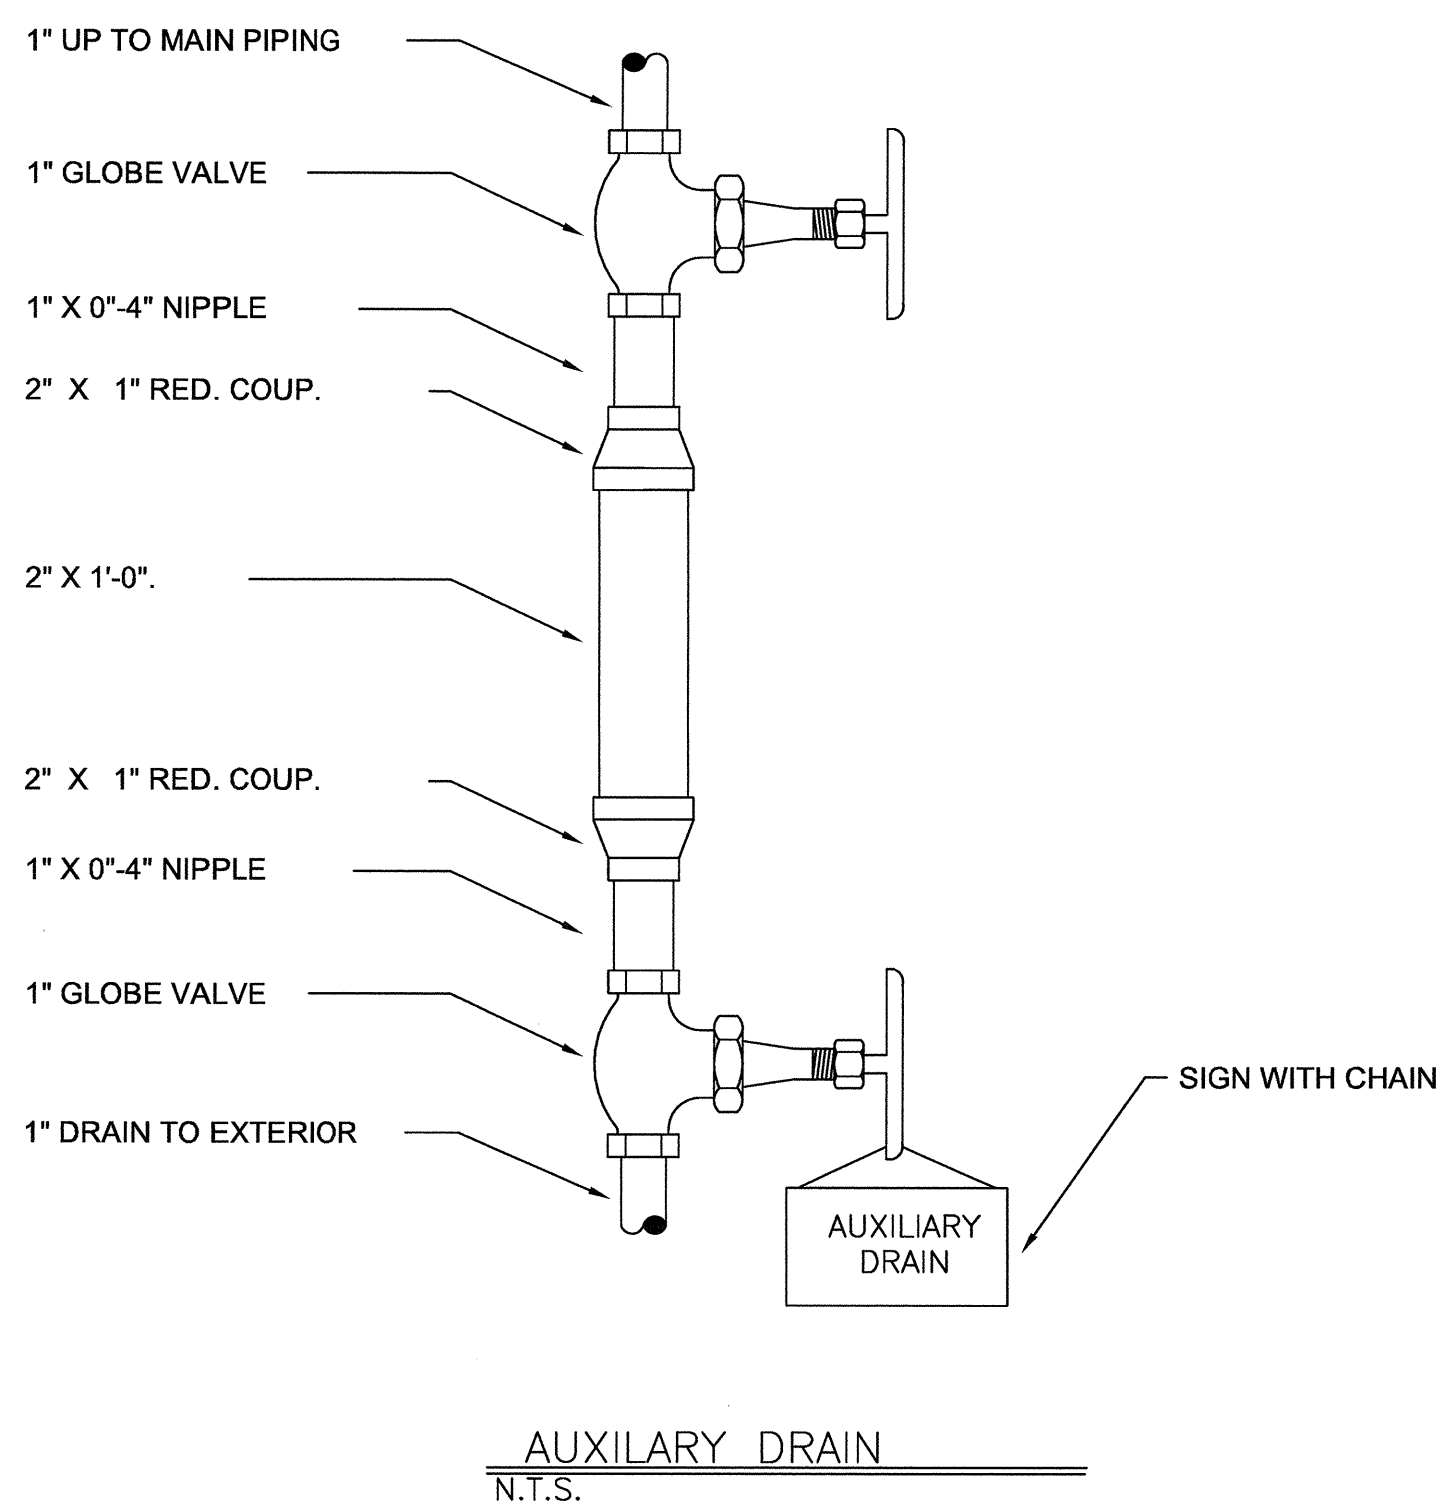 1" UP TO MAIN PIPING
1" GLOBE VALVE
1" X 0"-4" NIPPLE
2" X 1" RED. COUP.
2" X 1'-0".
2" X 1" RED. COUP.
1" X 0"-4" NIPPLE
1" GLOBE VALVE
SIGN WITH CHAIN
1" DRAIN TO EXTERIOR
AUXILIARY
DRAIN
AUXILARY DRAIN
N.T.S.